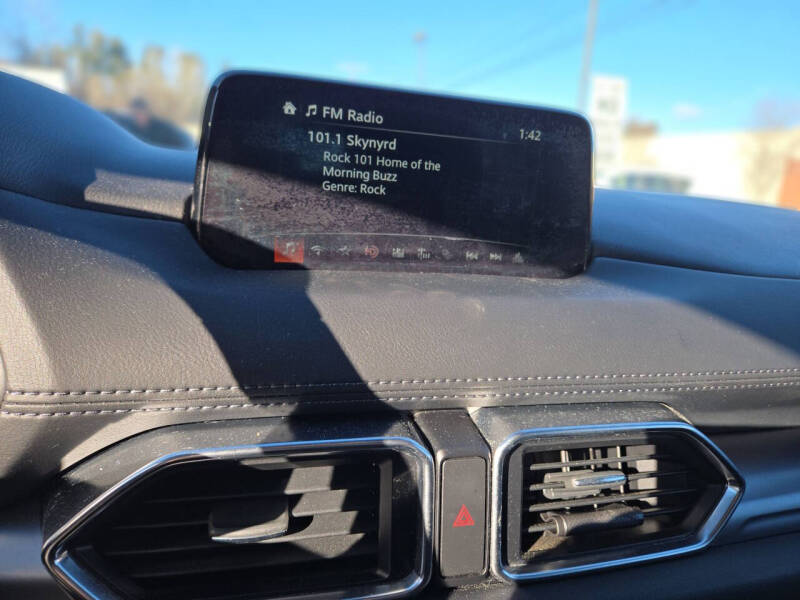 FM Radio
1:42
101.1 Skynyrd
Rock 101 Home of the
Morning Buzz
Genre: Rock